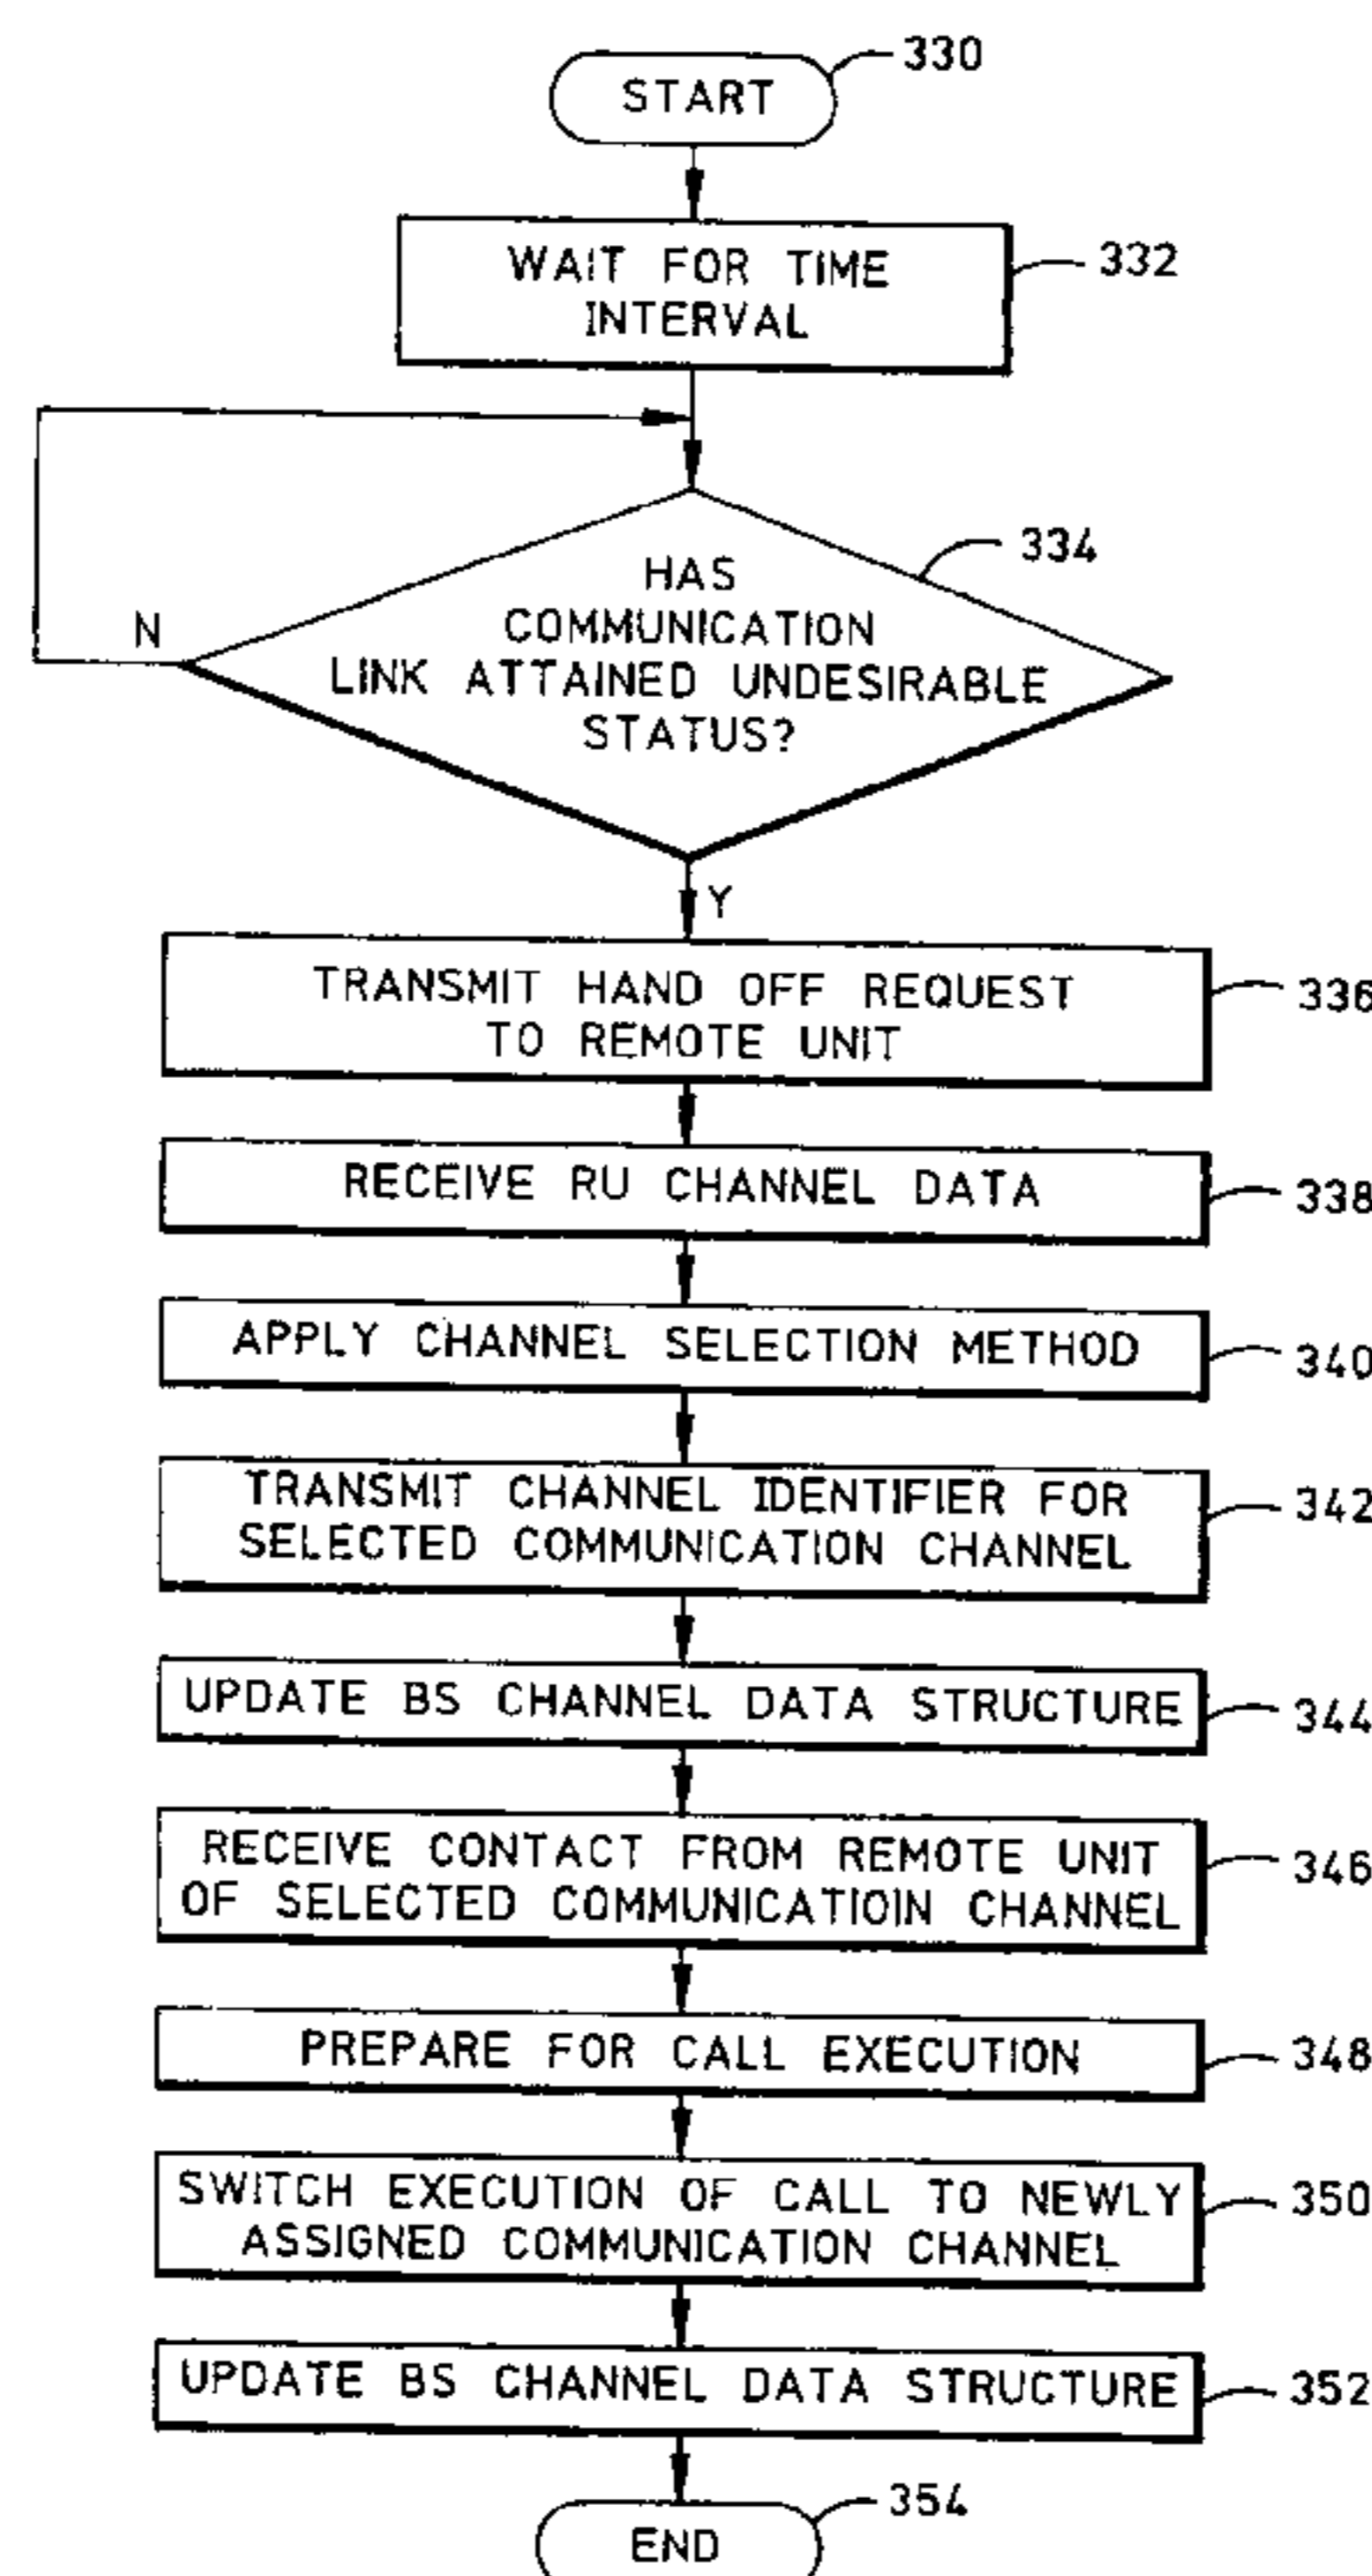 START
330
WAIT FOR TIME
INTERVAL
332
HAS
COMMUNICATION
LINK ATTAINED UNDESIRABLE
STATUS?
334
N
Y
TRANSMIT HAND OFF REQUEST
TO REMOTE UNIT
336
RECEIVE RU CHANNEL DATA
338
APPLY CHANNEL SELECTION METHOD
340
TRANSMIT CHANNEL IDENTIFIER FOR
SELECTED COMMUNICATION CHANNEL
342
UPDATE BS CHANNEL DATA STRUCTURE
344
RECEIVE CONTACT FROM REMOTE UNIT
OF SELECTED COMMUNICATIOIN CHANNEL
346
PREPARE FOR CALL EXECUTION
348
SWITCH EXECUTION OF CALL TO NEWLY
ASSIGNED COMMUNICATION CHANNEL
350
UPDATE BS CHANNEL DATA STRUCTURE
352
END
354